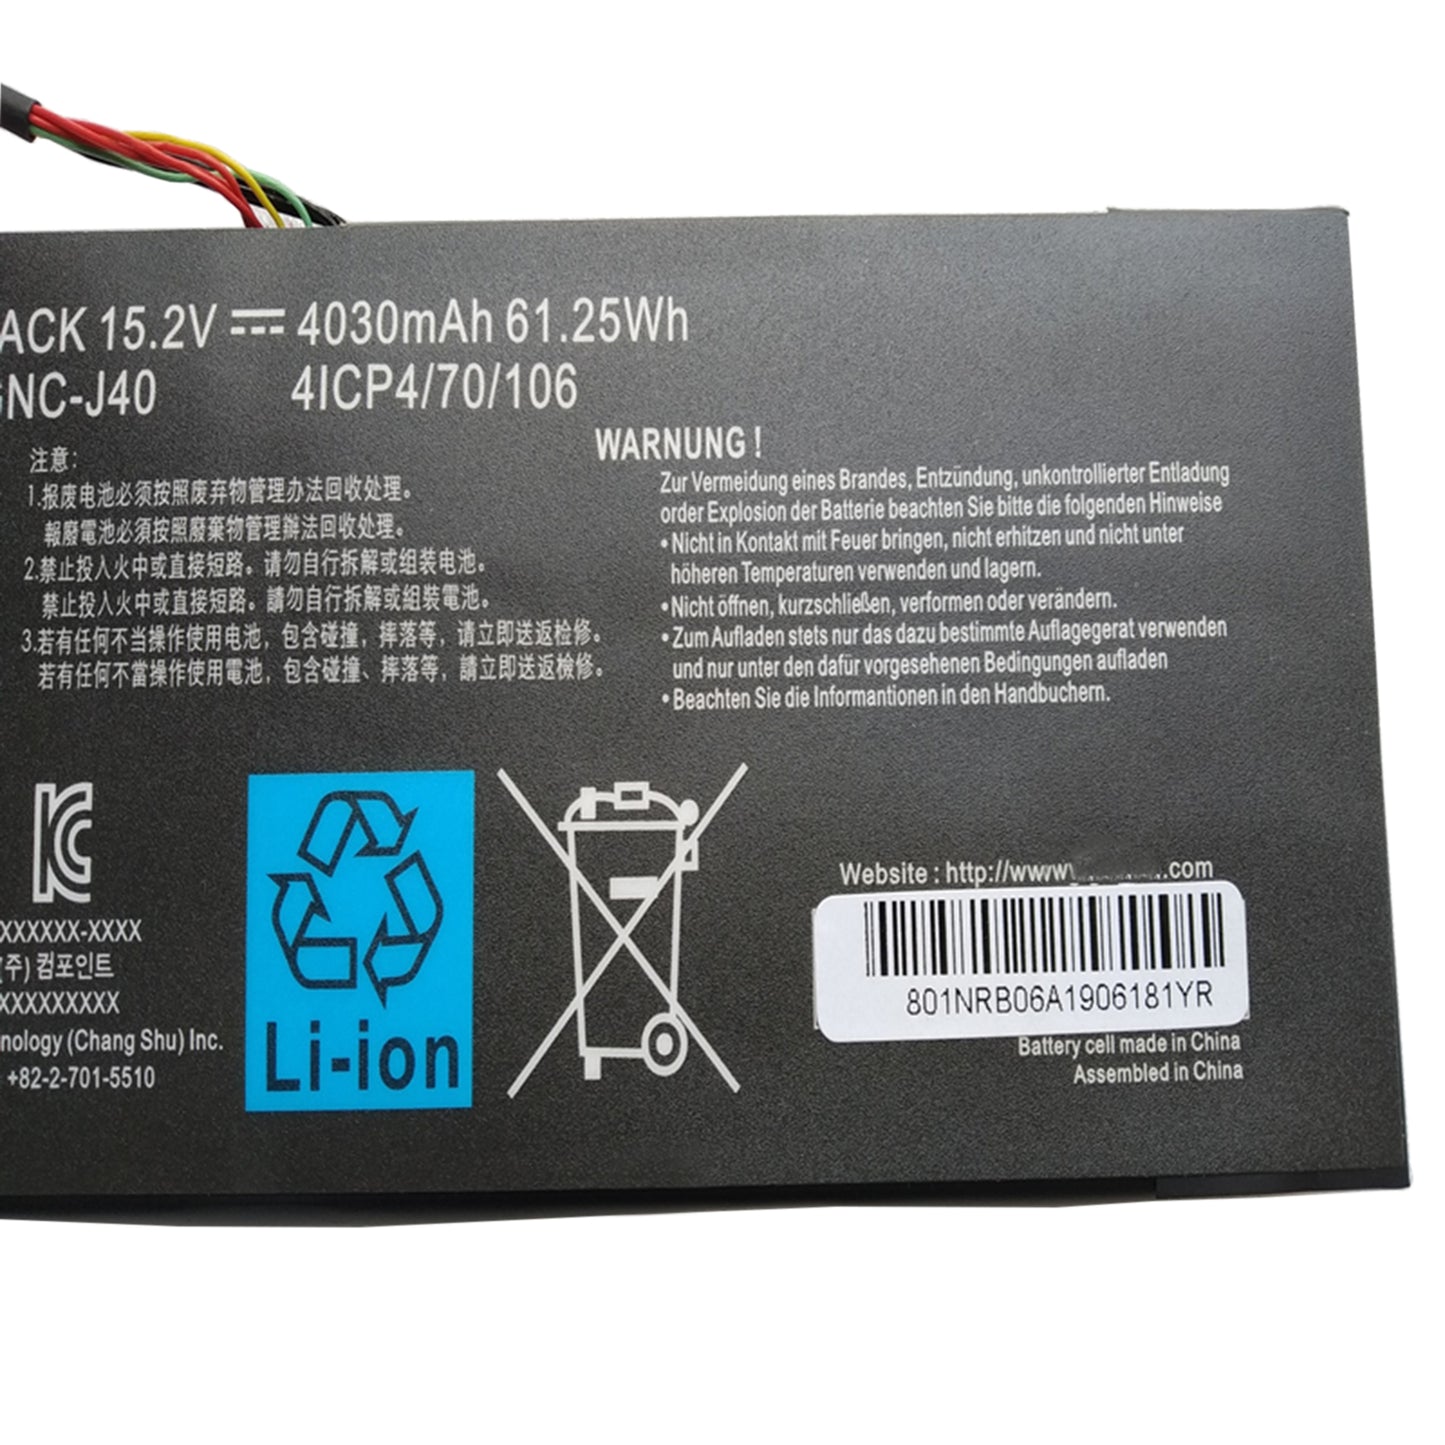 ACK 15.2V 4030mAh 61.25Wh
NC-J40 4ICP4/70/106
注意:
1.报废电池必须按照废弃物管理办法回收处理。
報廢電池必須按照廢棄物管理辦法回收處理。
2.禁止投入火中或直接短路。请勿自行拆解或组装电池。
禁止投入火中或直接短路。請勿自行拆解或組裝電池。
3.若有任何不当操作使用电池，包含碰撞，摔落等，请立即送返检修。
若有任何不當操作使用電池，包含碰撞、摔落等，請立即送返檢修。
WARNUNG !
Zur Vermeidung eines Brandes, Entzündung, unkontrollierter Entladung
order Explosion der Batterie beachten Sie bitte die folgenden Hinweise
• Nicht in Kontakt mit Feuer bringen, nicht erhitzen und nicht unter
höheren Temperaturen verwenden und lagern.
• Nicht öffnen, kurzschließen, verformen oder verändern.
• Zum Aufladen stets nur das dazu bestimmte Auflagegerat verwenden
und nur unter den dafür vorgesehenen Bedingungen aufladen
• Beachten Sie die Informantionen in den Handbuchern.
XXXXXX-XXXX
(주) 컴포인트
XXXXXXXXX
nology (Chang Shu) Inc.
+82-2-701-5510
Li-ion
Website : http://www .com
801NRB06A1906181YR
Battery cell made in China
Assembled in China